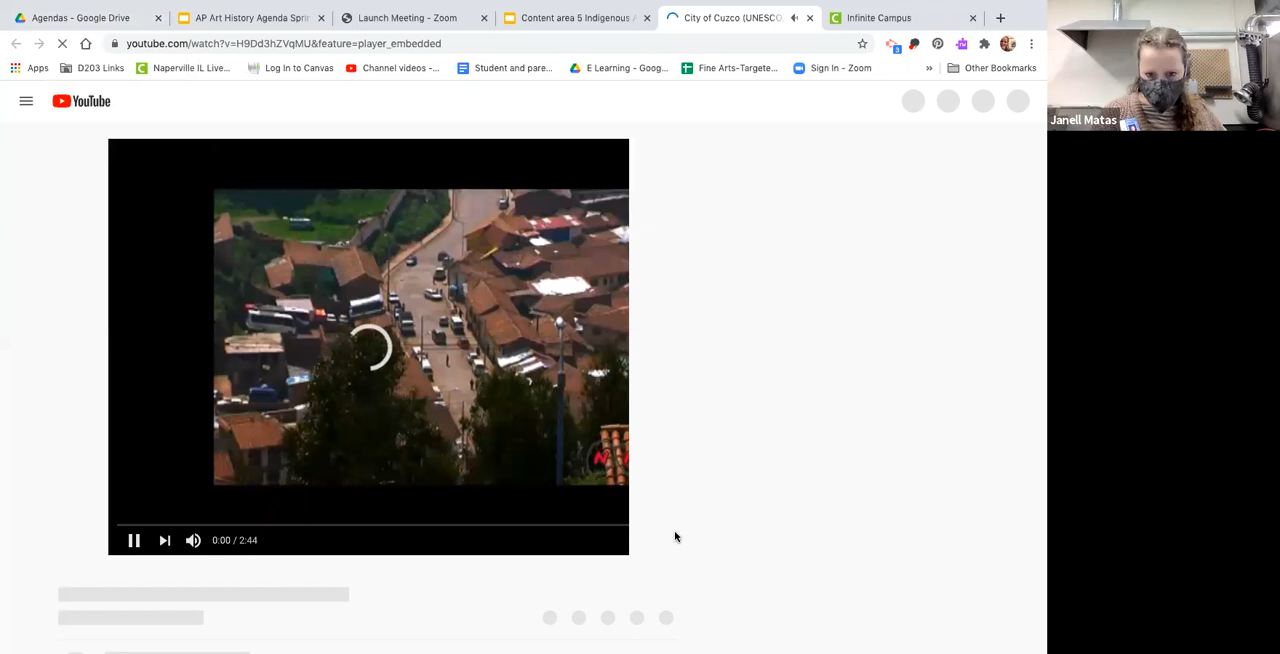 Agendas - Google Drive
AP Art History Agenda Sprin
Launch Meeting - Zoom
Content area 5 Indigenous A
City of Cuzco (UNESCO
Infinite Campus
youtube.com/watch?v=H9Dd3hZVqMU&feature=player_embedded
3
Apps
D203 Links
Naperville IL Live...
Log In to Canvas
Channel videos -...
Student and pare...
E Learning - Goog...
Fine Arts-Targete...
Sign In - Zoom
»
Other Bookmarks
YouTube
Janell Matas
0:00 / 2:44